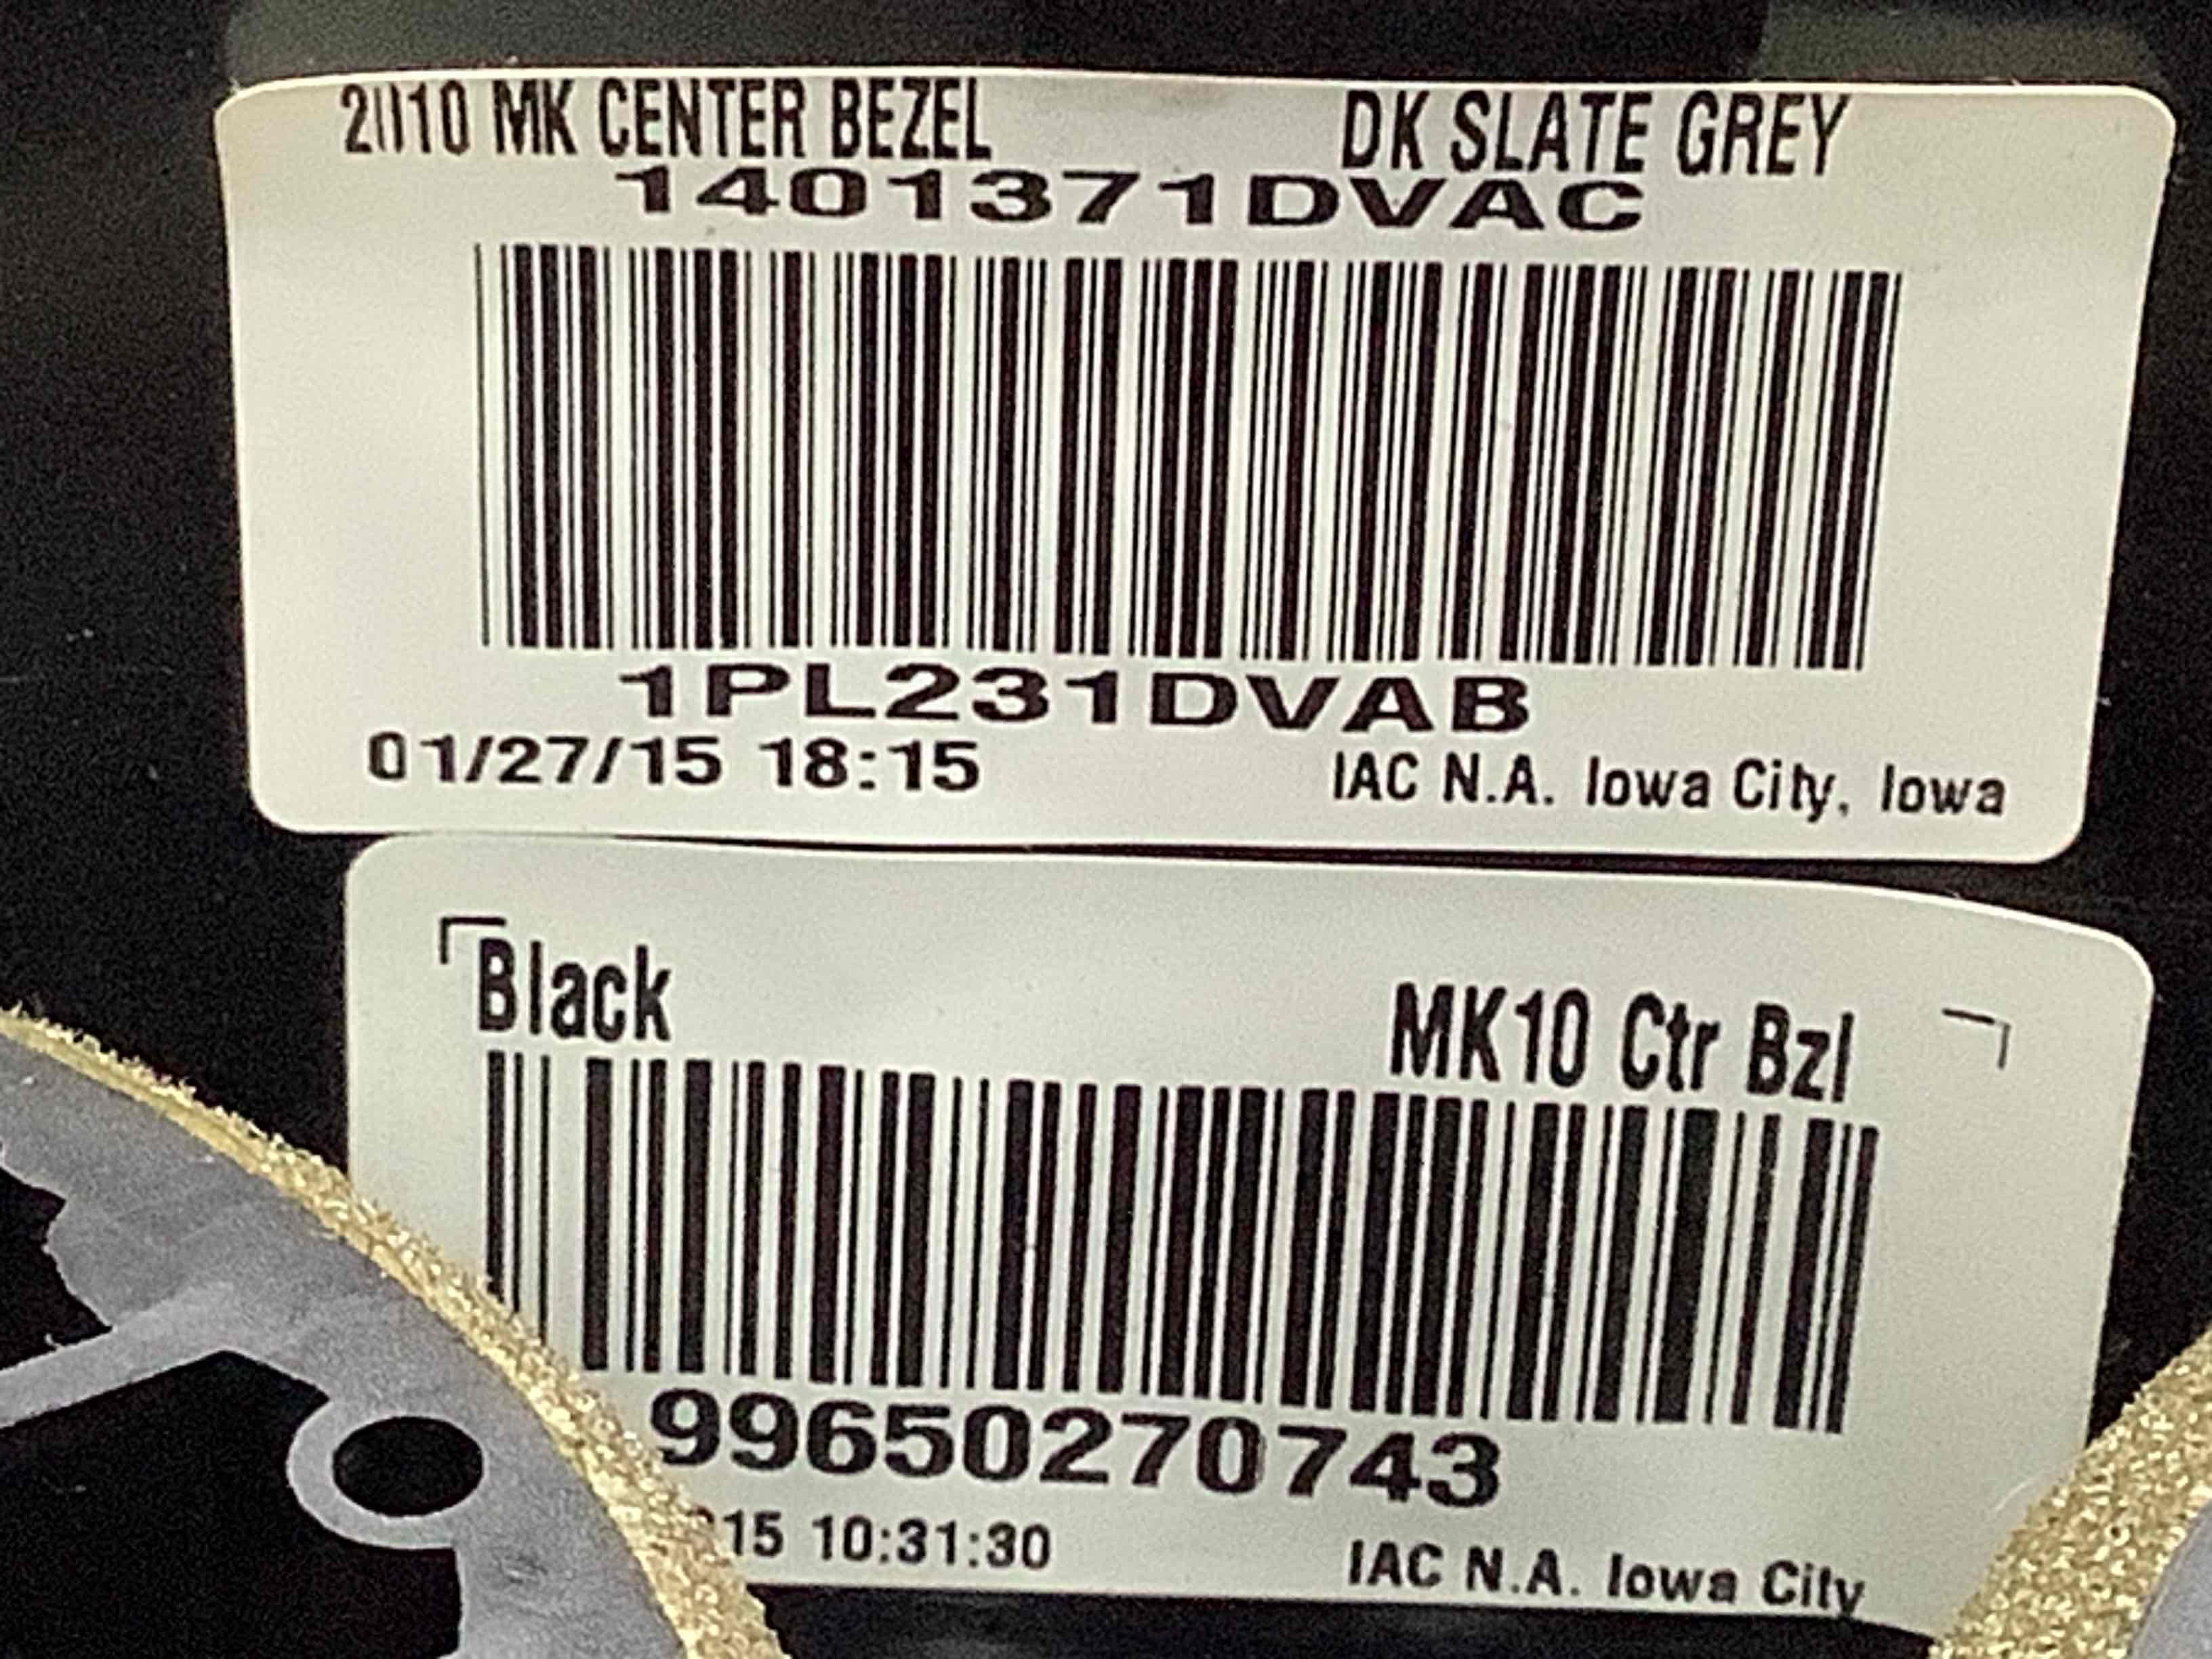 2010 MK CENTER BEZEL DK SLATE GREY
1401371DVAC
1PL231DVAB
01/27/15 18:15 IAC N.A. Iowa City, Iowa
Black MK10 Ctr Bzl
99650270743
15 10:31:30 IAC N.A. Iowa City